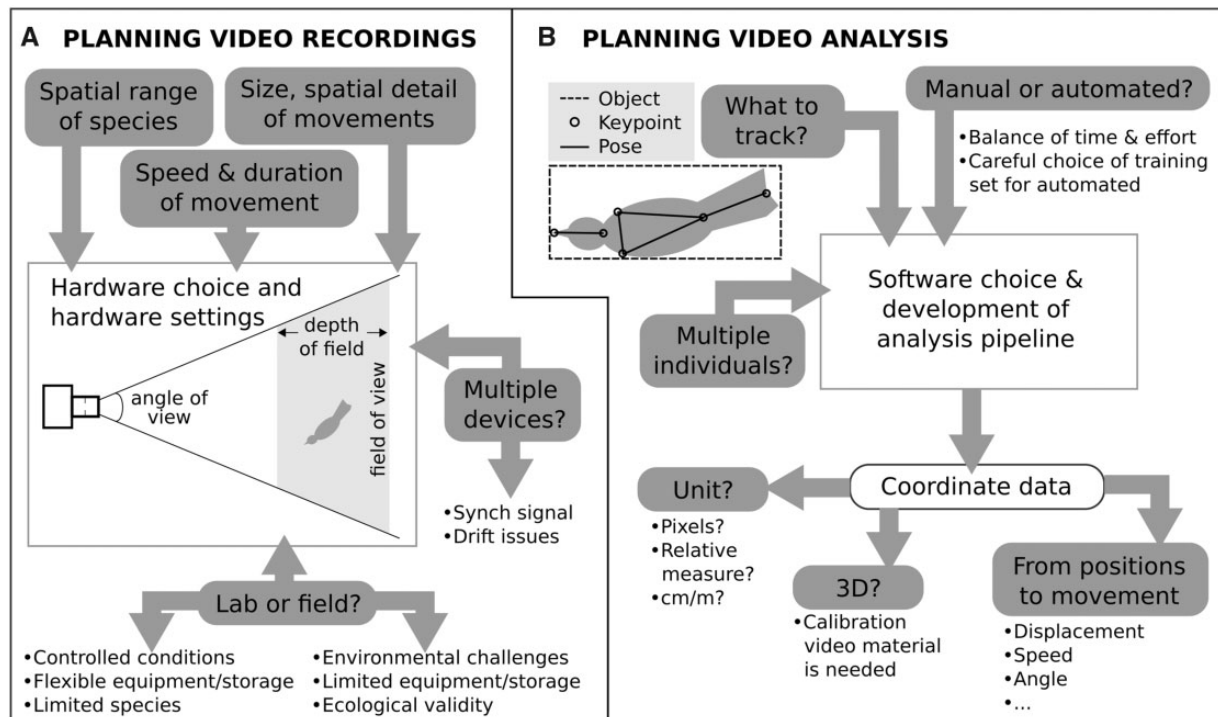 A PLANNING VIDEO RECORDINGS
Spatial range
of species
Size, spatial detail
of movements
Speed & duration
of movement
Hardware choice and
hardware settings
depth
of field
angle of
view
field of view
Multiple
devices?
•Synch signal
•Drift issues
Lab or field?
•Controlled conditions
•Flexible equipment/storage
•Limited species
•Environmental challenges
•Limited equipment/storage
•Ecological validity
B PLANNING VIDEO ANALYSIS
Object
Keypoint
Pose
What to
track?
Manual or automated?
•Balance of time & effort
•Careful choice of training
set for automated
Multiple
individuals?
Software choice &
development of
analysis pipeline
Coordinate data
Unit?
•Pixels?
•Relative
measure?
•cm/m?
3D?
•Calibration
video material
is needed
From positions
to movement
•Displacement
•Speed
•Angle
•...